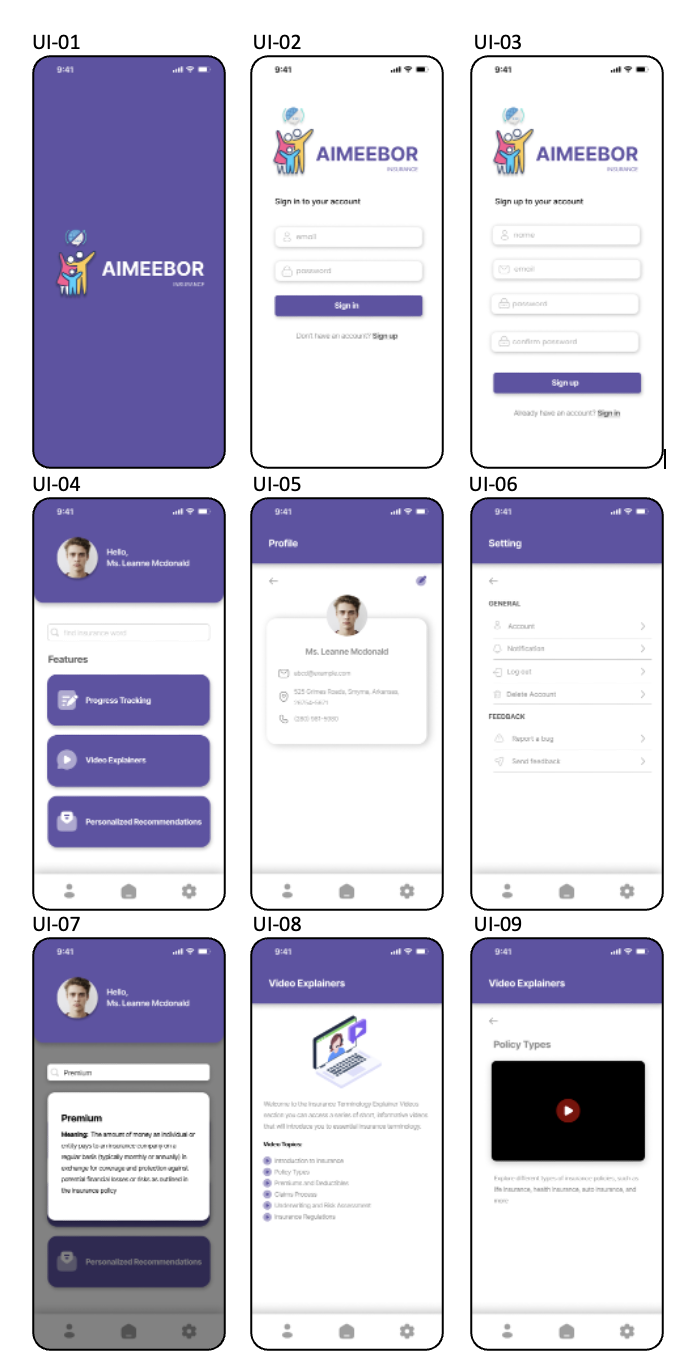 UI-01
UI-02
UI-03
9:41
9:41
9:41
AIMEEBOR
INSURANCE
AIMEEBOR
INSURANCE
AIMEEBOR
INSURANCE
Sign in to your account
Sign up to your account
email
name
password
email
Sign in
password
Don't have an account? Sign up
confirm password
Sign up
Already have an account? Sign in
UI-04
UI-05
UI-06
9:41
Hello,
Ms. Leanne Mcdonald
find insurance word
Features
Progress Tracking
Video Explainers
Personalized Recommendations
9:41
Profile
Ms. Leanne Mcdonald
abcd@example.com
525 Grimes Roads, Smyrna, Arkansas,
9:41
Setting
GENERAL
Account
Notification
Log out
Delete Account
FEEDBACK
Report a bug
Send feedback
UI-07
UI-08
UI-09
9:41
Hello,
Ms. Leanne Mcdonald
Premium
Premium
Meaning: The amount of money an individual or
entity pays to an insurance company on a
regular basis (typically monthly or annually) in
exchange for coverage and protection against
potential financial losses or risks as outlined in
the insurance policy
Personalized Recommendations
9:41
Video Explainers
Welcome to the Insurance Terminology Explainer Videos
section you can access a series of short, informative videos
that will introduce you to essential insurance terminology.
Video Topics:
Introduction to Insurance
Policy Types
Premiums and Deductibles
Claims Process
Underwriting and Risk Assessment
Insurance Regulations
9:41
Video Explainers
Policy Types
Explore different types of insurance policies, such as
life insurance, health insurance, auto insurance, and
more